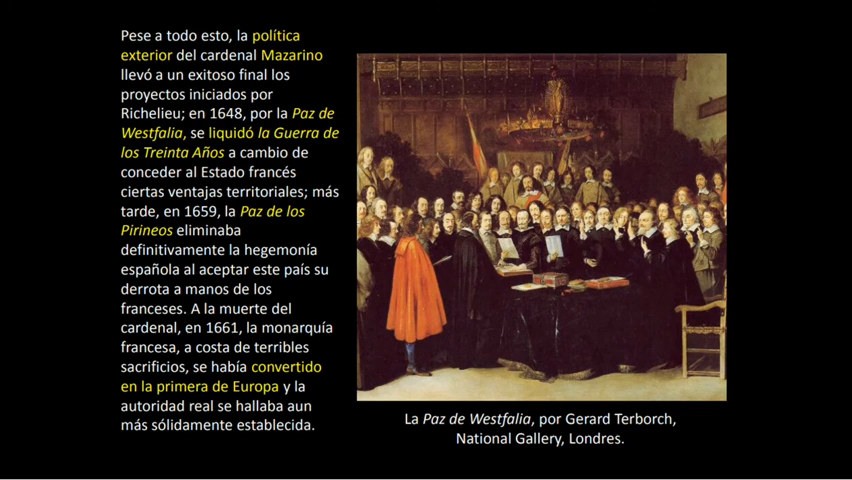 Pese a todo esto, la política
exterior del cardenal Mazarino
llevó a un exitoso final los
proyectos iniciados por
Richelieu; en 1648, por la Paz de
Westfalia, se liquidó la Guerra de
los Treinta Años a cambio de
conceder al Estado francés
ciertas ventajas territoriales; más
tarde, en 1659, la Paz de los
Pirineos eliminaba
definitivamente la hegemonía
española al aceptar este país su
derrota a manos de los
franceses. A la muerte del
cardenal, en 1661, la monarquía
francesa, a costa de terribles
sacrificios, se había convertido
en la primera de Europa y la
autoridad real se hallaba aun
más sólidamente establecida.
La Paz de Westfalia, por Gerard Terborch,
National Gallery, Londres.